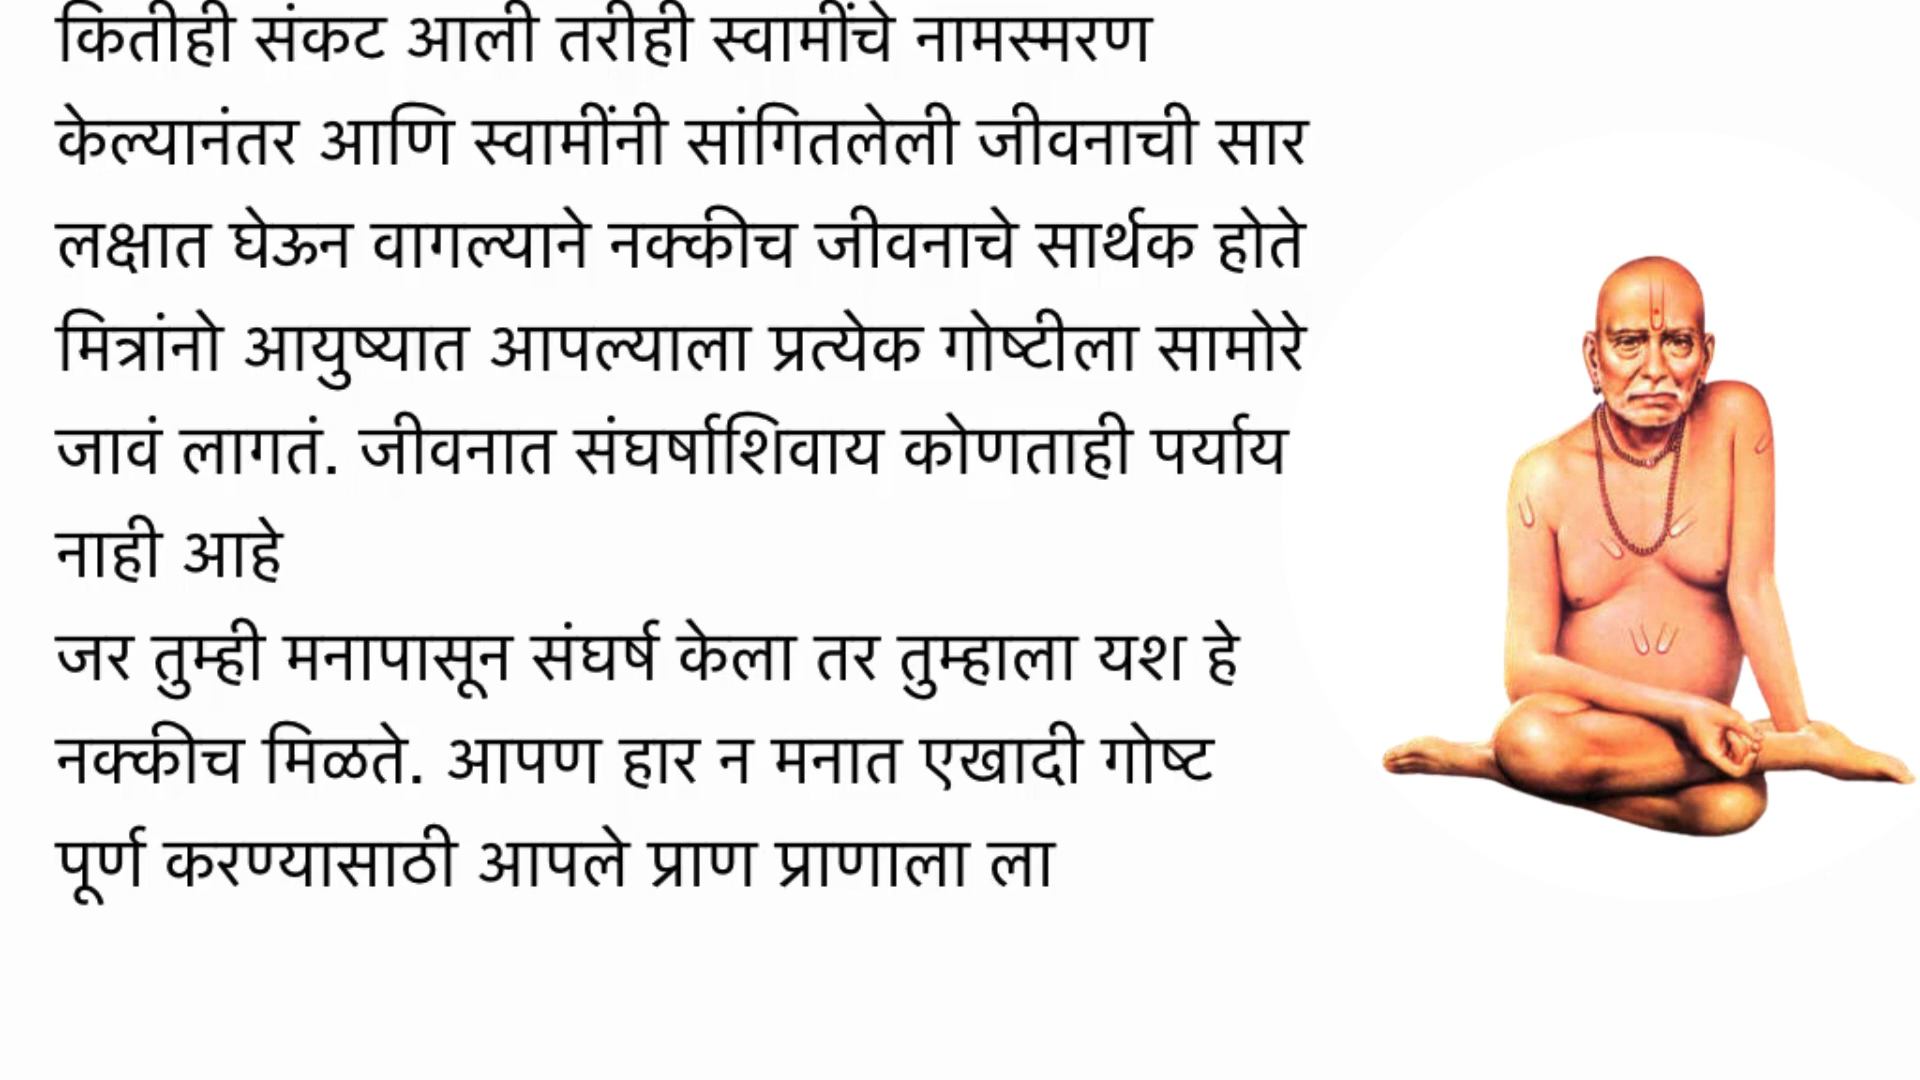 कितीही संकट आली तरीही स्वामींचे नामस्मरण
केल्यानंतर आणि स्वामींनी सांगितलेली जीवनाची सार
लक्षात घेऊन वागल्याने नक्कीच जीवनाचे सार्थक होते
मित्रांनो आयुष्यात आपल्याला प्रत्येक गोष्टीला सामोरे
जावं लागतं. जीवनात संघर्षाशिवाय कोणताही पर्याय
नाही आहे
जर तुम्ही मनापासून संघर्ष केला तर तुम्हाला यश हे
नक्कीच मिळते. आपण हार न मनात एखादी गोष्ट
पूर्ण करण्यासाठी आपले प्राण प्राणाला ला